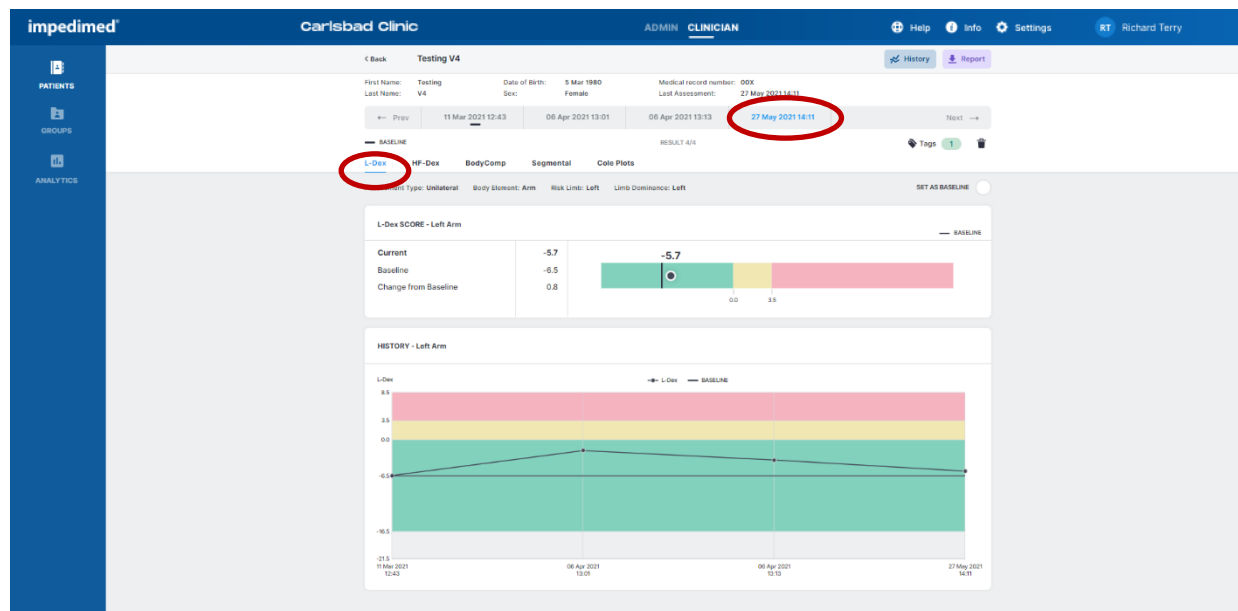 impedimed®
Carlsbad Clinic
ADMIN CLINICIAN
Help Info Settings
RT Richard Terry
PATIENTS
GROUPS
ANALYTICS
< Back Testing V4
History Report
First Name: Testing Date of Birth: 5 Mar 1980 Medical record number: 00X
Last Name: V4 Sex: Female Last Assessment: 27 May 2021 14:11
← Prev 11 Mar 2021 12:43 06 Apr 2021 13:01 06 Apr 2021 13:13 27 May 2021 14:11 Next →
BASELINE RESULT 4/4 Tags 1
L-Dex HF-Dex BodyComp Segmental Cole Plots
Type: Unilateral Body Element: Arm Risk Limb: Left Limb Dominance: Left SET AS BASELINE
L-Dex SCORE - Left Arm
BASELINE
Current -5.7
Baseline -6.5
Change from Baseline 0.8
-5.7
0.0 3.5
HISTORY - Left Arm
L-Dex
L-Dex BASELINE
8.5
3.5
0.0
-6.5
-16.5
-21.5
11 Mar 2021 06 Apr 2021 06 Apr 2021 27 May 2021
12:43 13:01 13:13 14:11